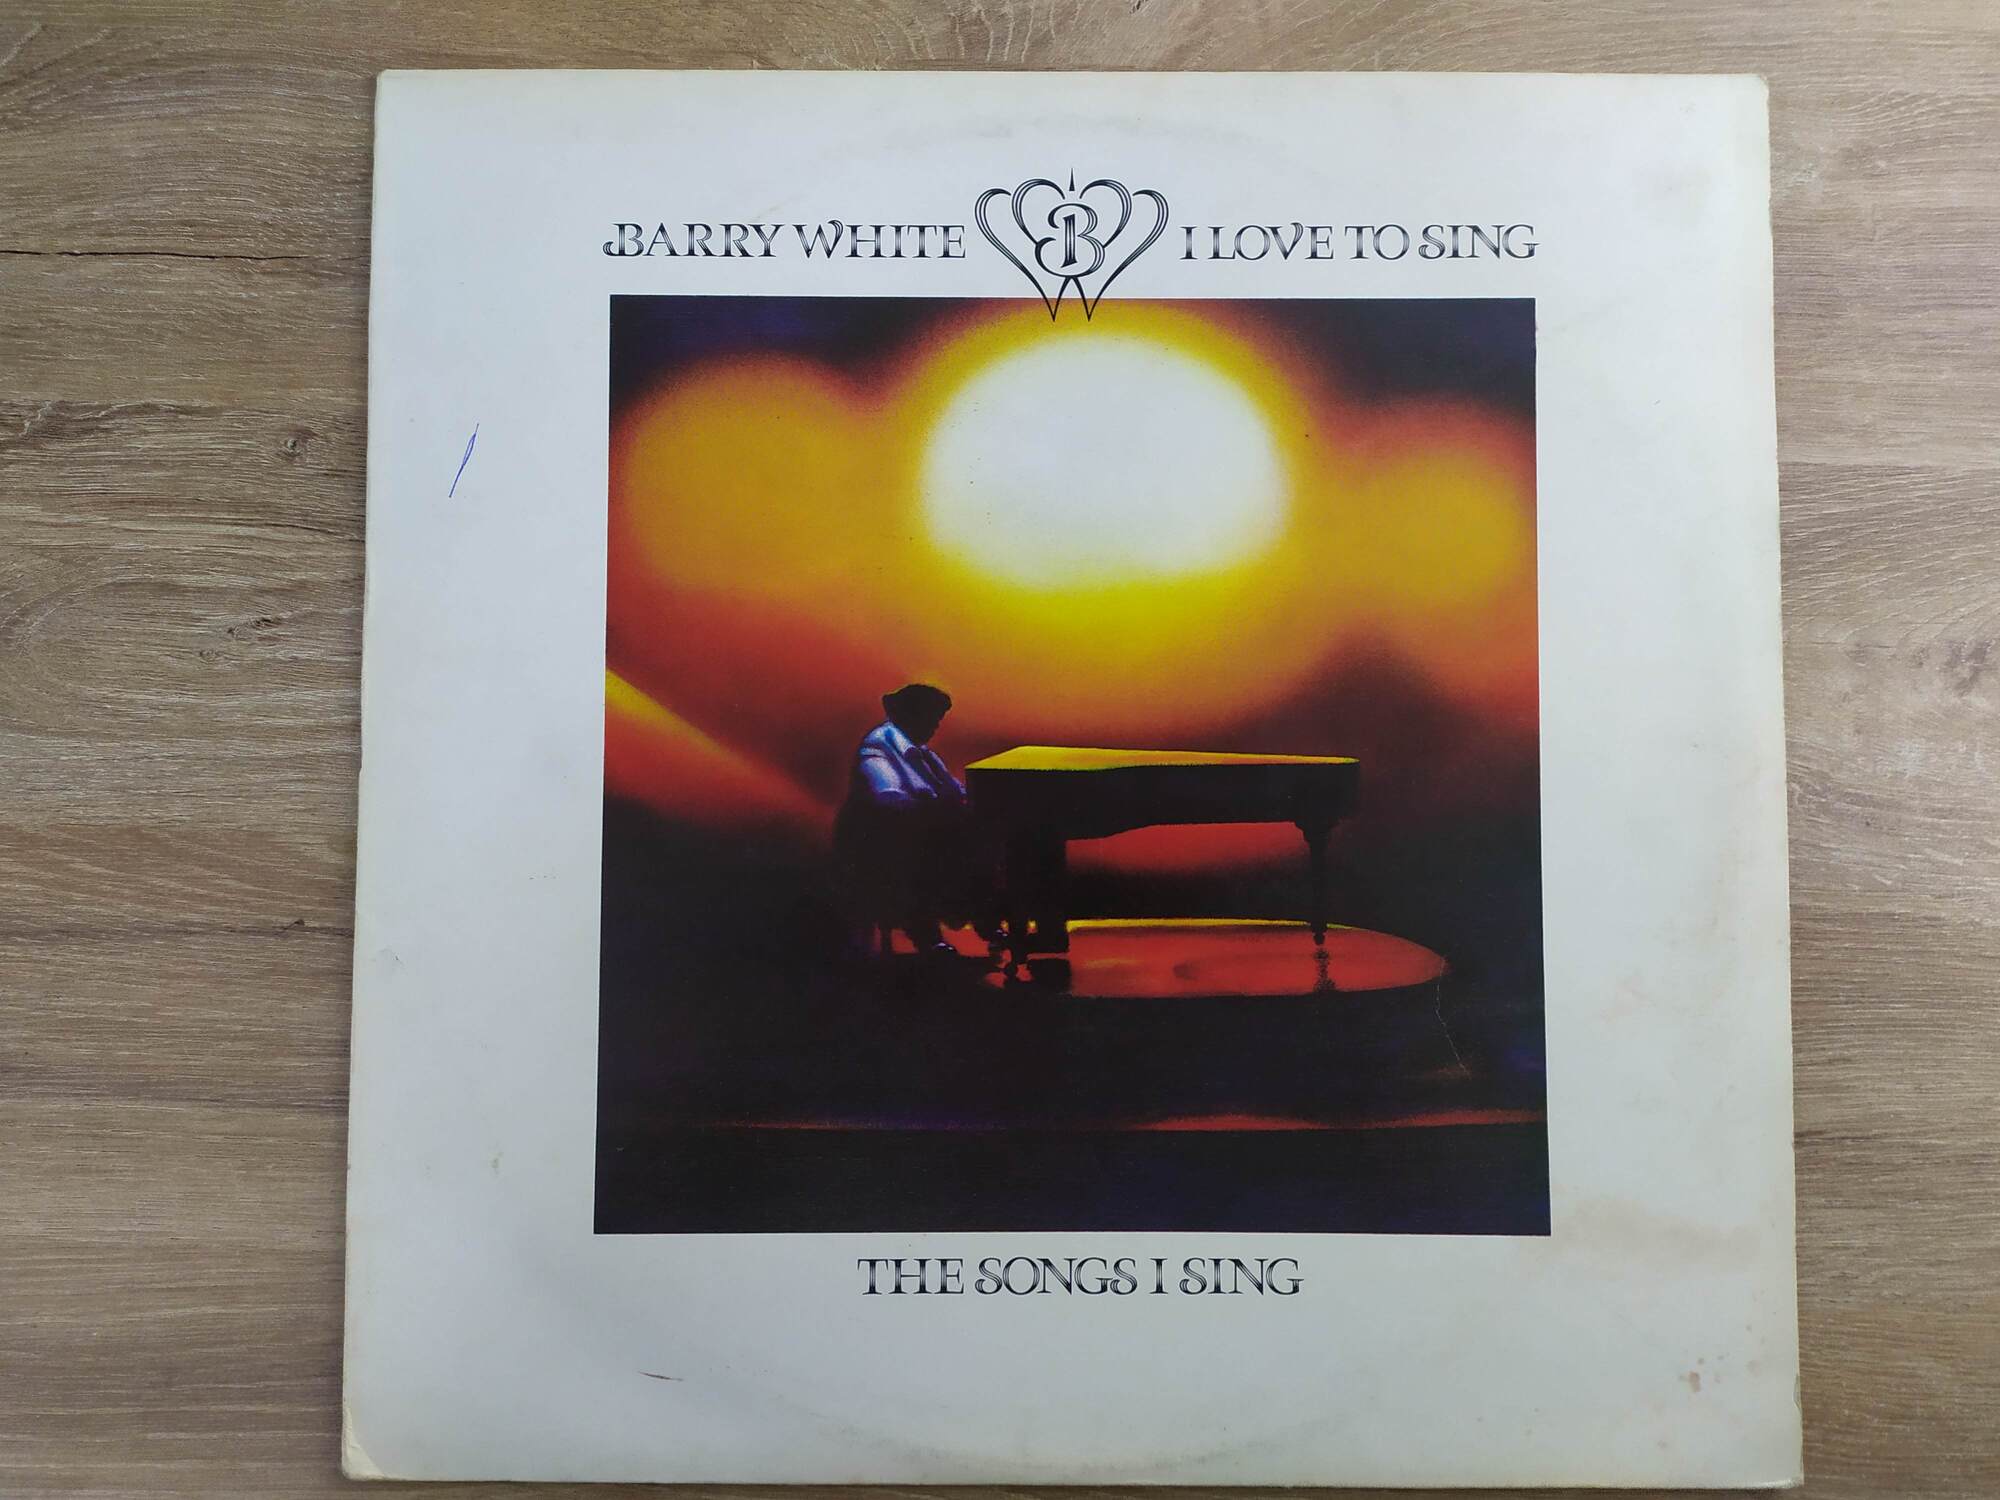 BARRY WHITE B I LOVE TO SING
THE SONGS I SING